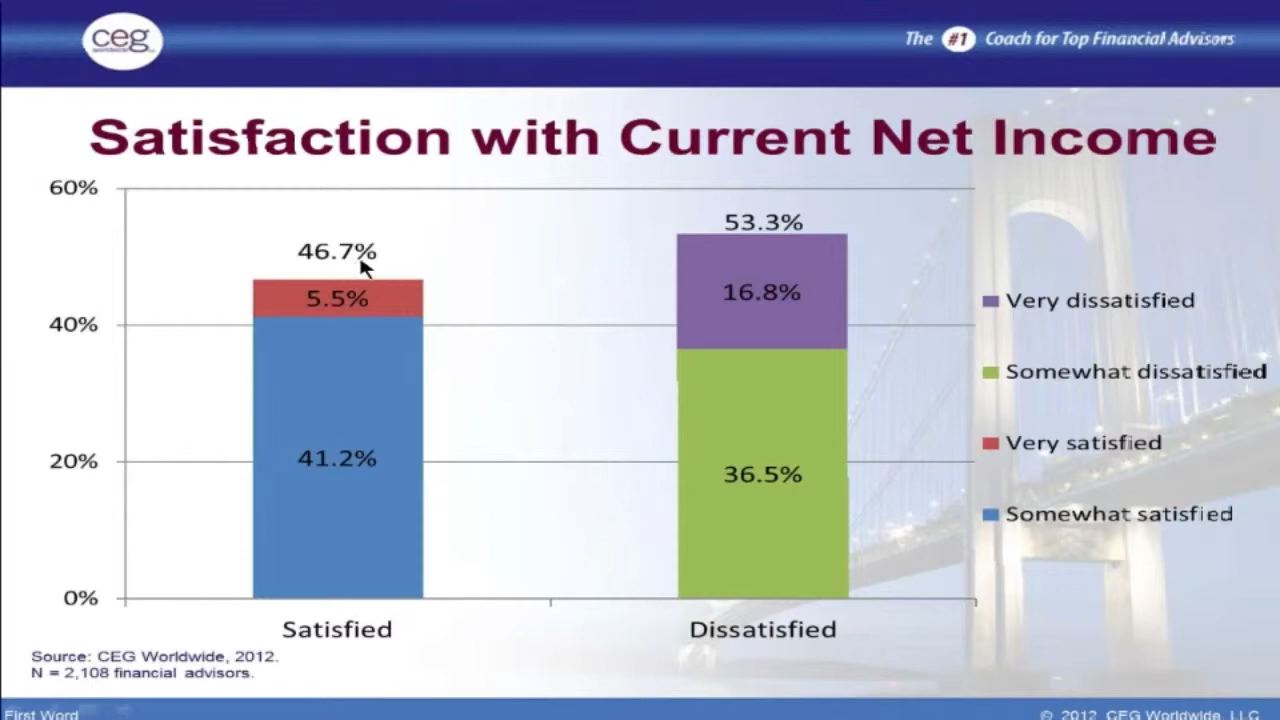 ceg
worldwide
The #1 Coach for Top Financial Advisors
Satisfaction with Current Net Income
60%
40%
20%
0%
46.7%
5.5%
41.2%
53.3%
16.8%
36.5%
Satisfied
Dissatisfied
Very dissatisfied
Somewhat dissatisfied
Very satisfied
Somewhat satisfied
Source: CEG Worldwide, 2012.
N = 2,108 financial advisors.
First Word
© 2012 CEG Worldwide, LLC